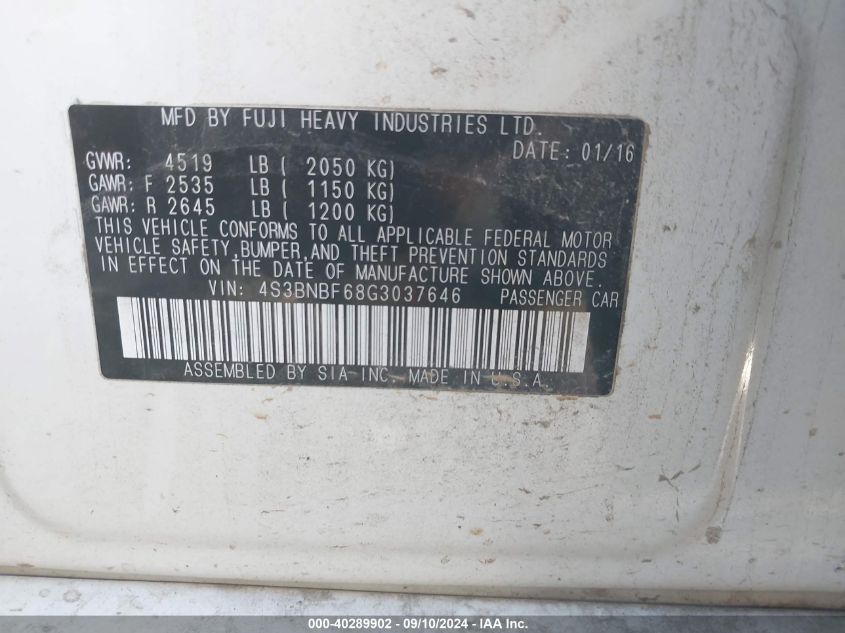 MFD BY FUJI HEAVY INDUSTRIES LTD.
DATE: 01/16
GVWR: 4519 LB ( 2050 KG)
GAWR: F 2535 LB ( 1150 KG)
GAWR: R 2645 LB ( 1200 KG)
THIS VEHICLE CONFORMS TO ALL APPLICABLE FEDERAL MOTOR
VEHICLE SAFETY,BUMPER,AND THEFT PREVENTION STANDARDS
IN EFFECT ON THE DATE OF MANUFACTURE SHOWN ABOVE.
VIN: 4S3BNBF68G3037646 PASSENGER CAR
ASSEMBLED BY SIA INC. MADE IN U.S.A.
000-40289902 - 09/10/2024 - IAA Inc.